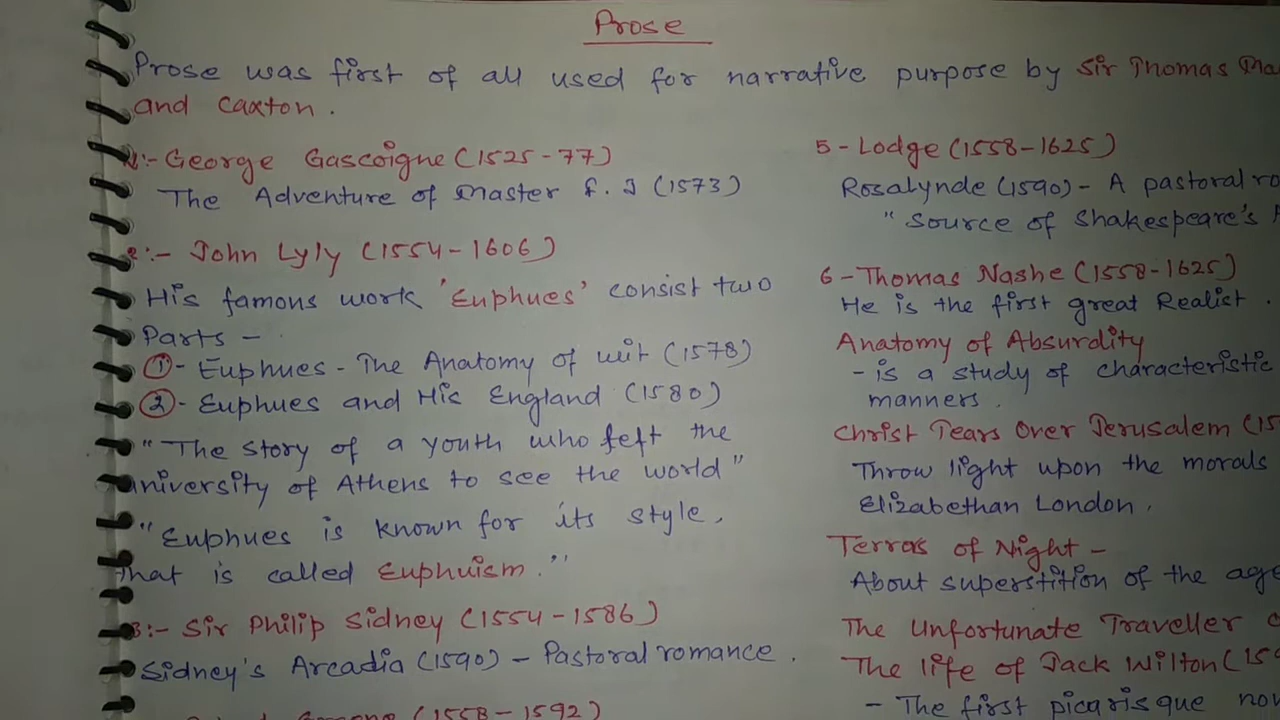 Prose
Prose was first of all used for narrative purpose by Sir Thomas
and Caxton.
1:- George Gascoigne (1525-77)
The Adventure of Master F. J (1573)
2:- John Lyly (1554-1606)
His famous work 'Euphues' consist two
Parts -
① - Euphues - The Anatomy of wit (1578)
② - Euphues and His England (1580)
"The story of a youth who feft the
university of Athens to see the world"
"Euphues is known for its style,
that is called Euphuism."
3:- Sir Philip Sidney (1554-1586)
Sidney's Arcadia (1590) - Pastoral romance.
(1558-1592)
5 - Lodge (1558-1625)
Rosalynde (1590) - A pastoral
"Source of Shakespeare's
6 - Thomas Nashe (1558-1625)
He is the first great Realist.
Anatomy of Absurdity
- is a study of characteristic
manners.
Christ Tears Over Jerusalem
Throw light upon the morals
Elizabethan London.
Terras of Night -
About superstition of the age
The Unfortunate Traveller
The life of Jack Wilton
- The first picarisque